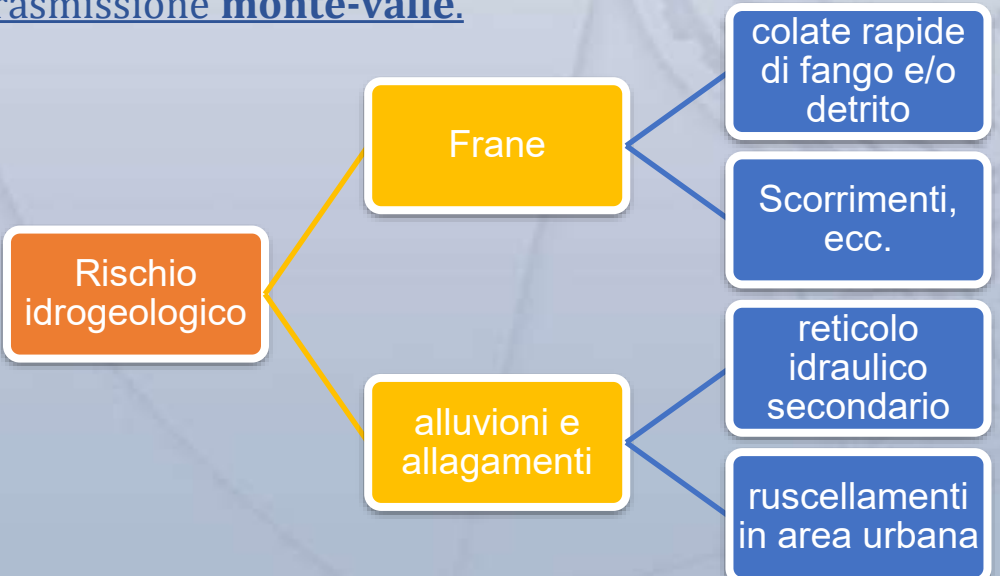 trasmissione monte-valle.
colate rapide
di fango e/o
detrito
Frane
Scorrimenti,
ecc.
Rischio
idrogeologico
reticolo
idraulico
secondario
alluvioni e
allagamenti
ruscellamenti
in area urbana